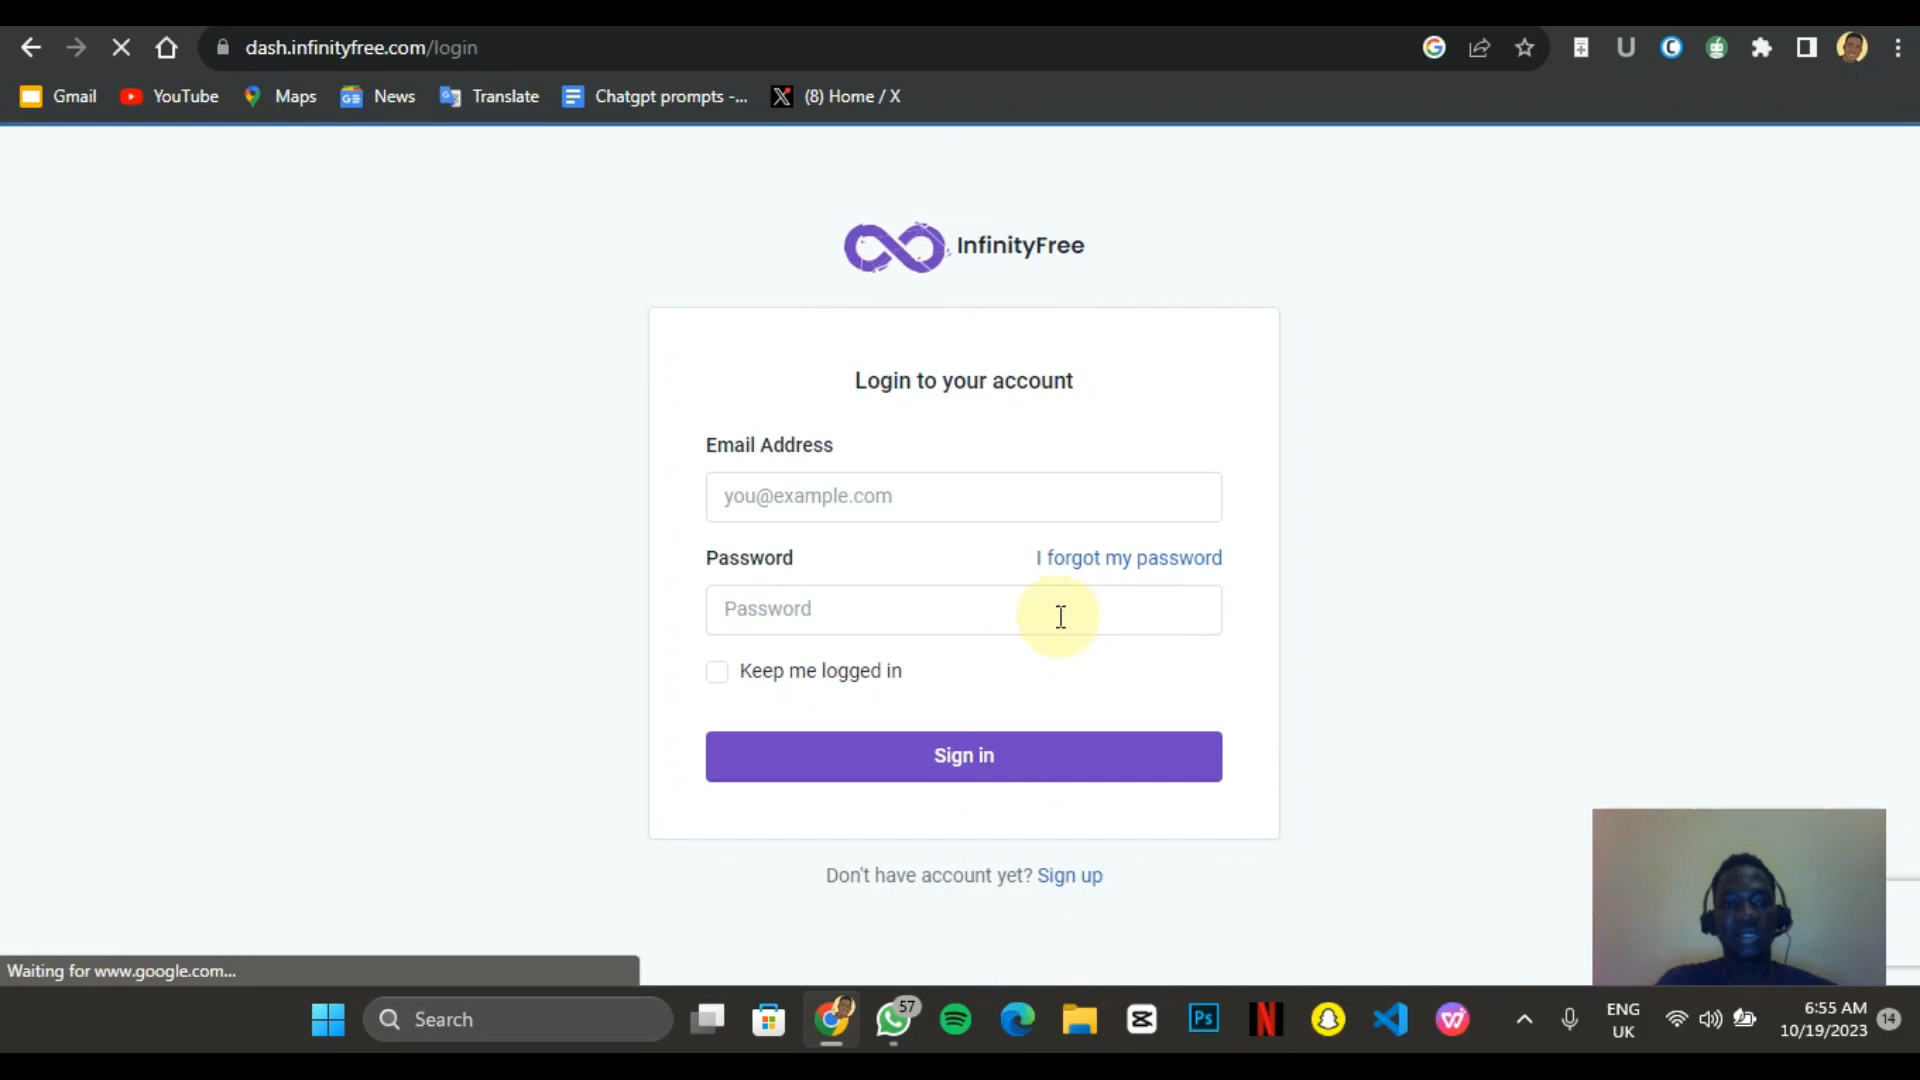 dash.infinityfree.com/login
Gmail YouTube Maps News Translate Chatgpt prompts -... (8) Home / X
InfinityFree
Login to your account
Email Address
you@example.com
Password I forgot my password
Password
Keep me logged in
Sign in
Don't have account yet? Sign up
Waiting for www.google.com...
Search
57
Ps
ENG
UK
6:55 AM
10/19/2023
14